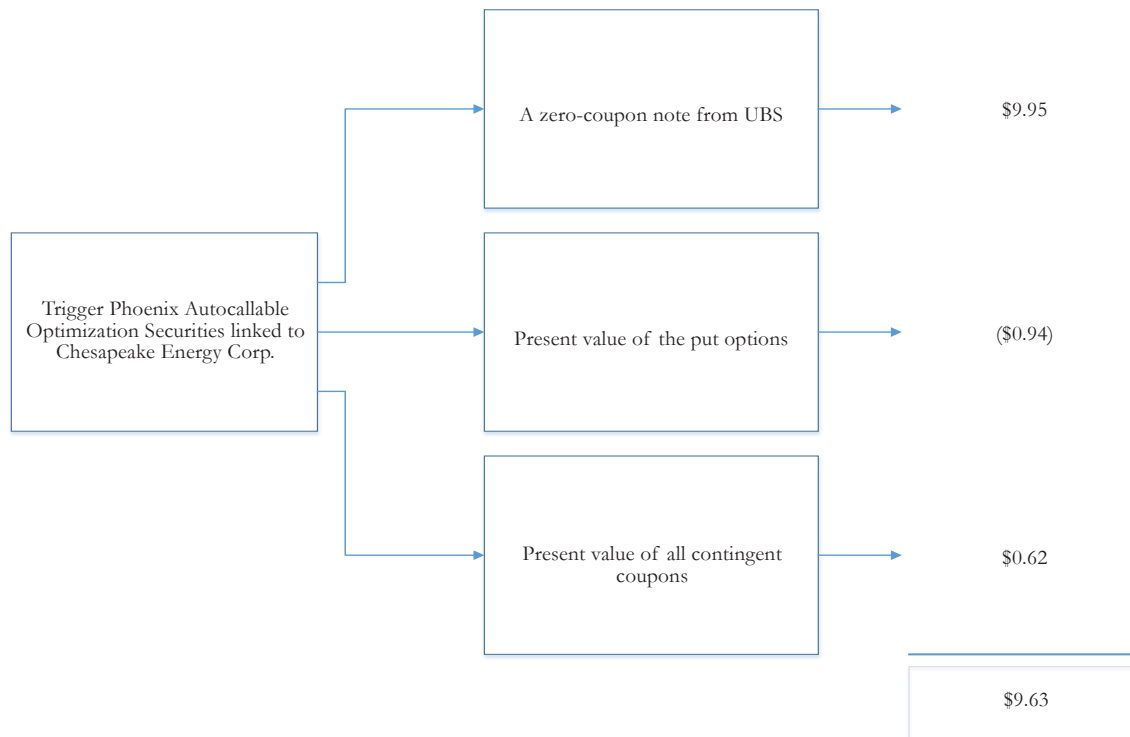 A zero-coupon note from UBS
$9.95
Trigger Phoenix Autocallable
Optimization Securities linked to
Chesapeake Energy Corp.
Present value of the put options
($0.94)
Present value of all contingent
coupons
$0.62
$9.63